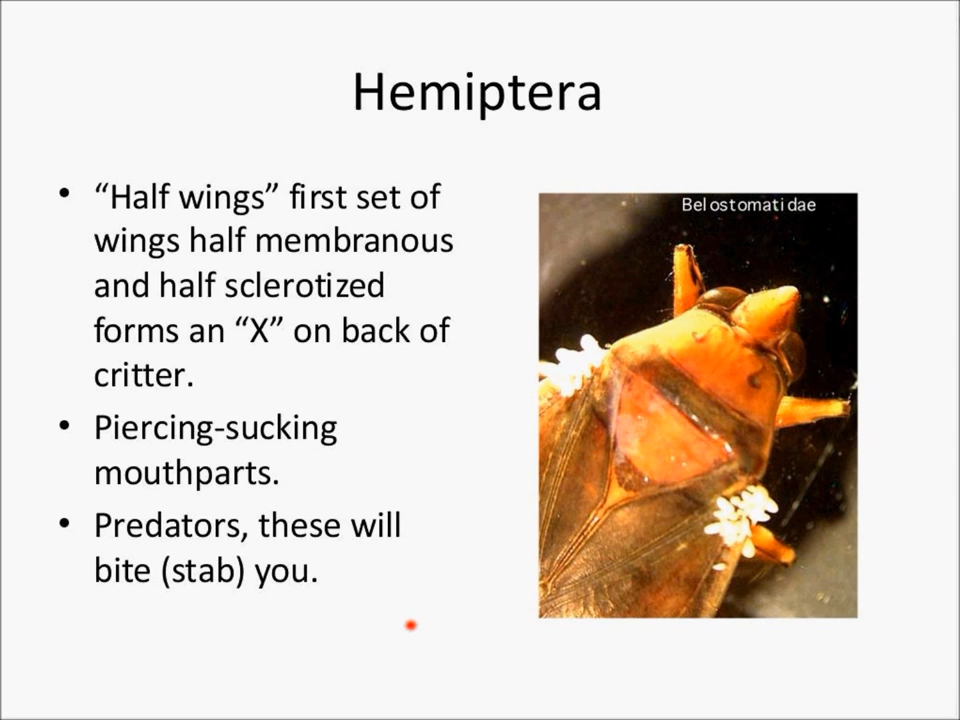 Hemiptera
• “Half wings” first set of
wings half membranous
and half sclerotized
forms an “X” on back of
critter.
• Piercing-sucking
mouthparts.
• Predators, these will
bite (stab) you.
Belostomatidae